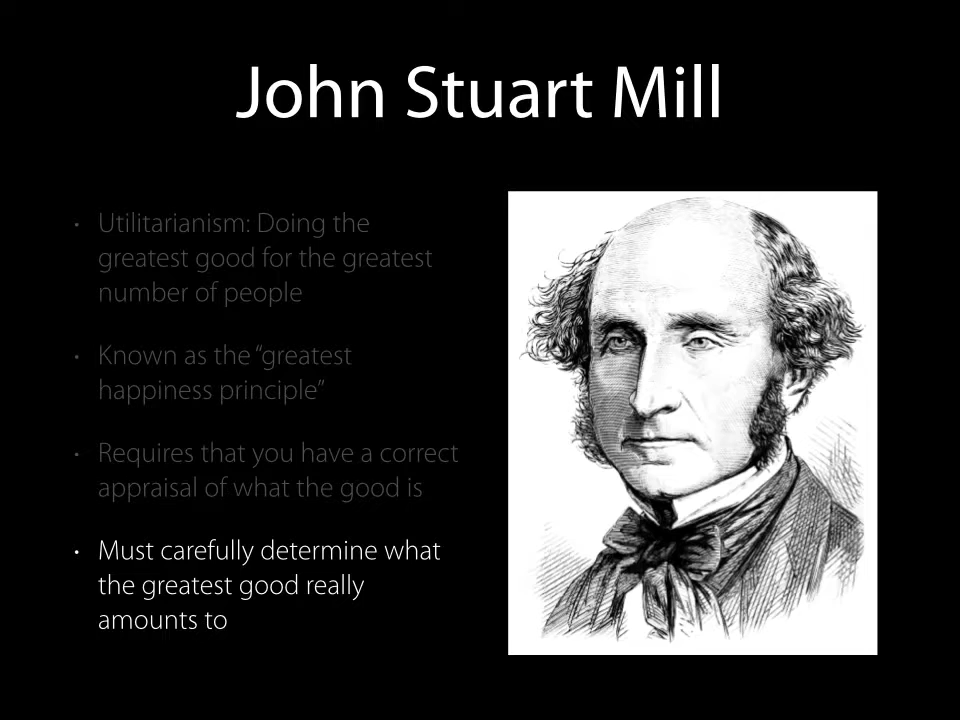 John Stuart Mill
• Utilitarianism: Doing the
greatest good for the greatest
number of people
• Known as the “greatest
happiness principle”
• Requires that you have a correct
appraisal of what the good is
• Must carefully determine what
the greatest good really
amounts to